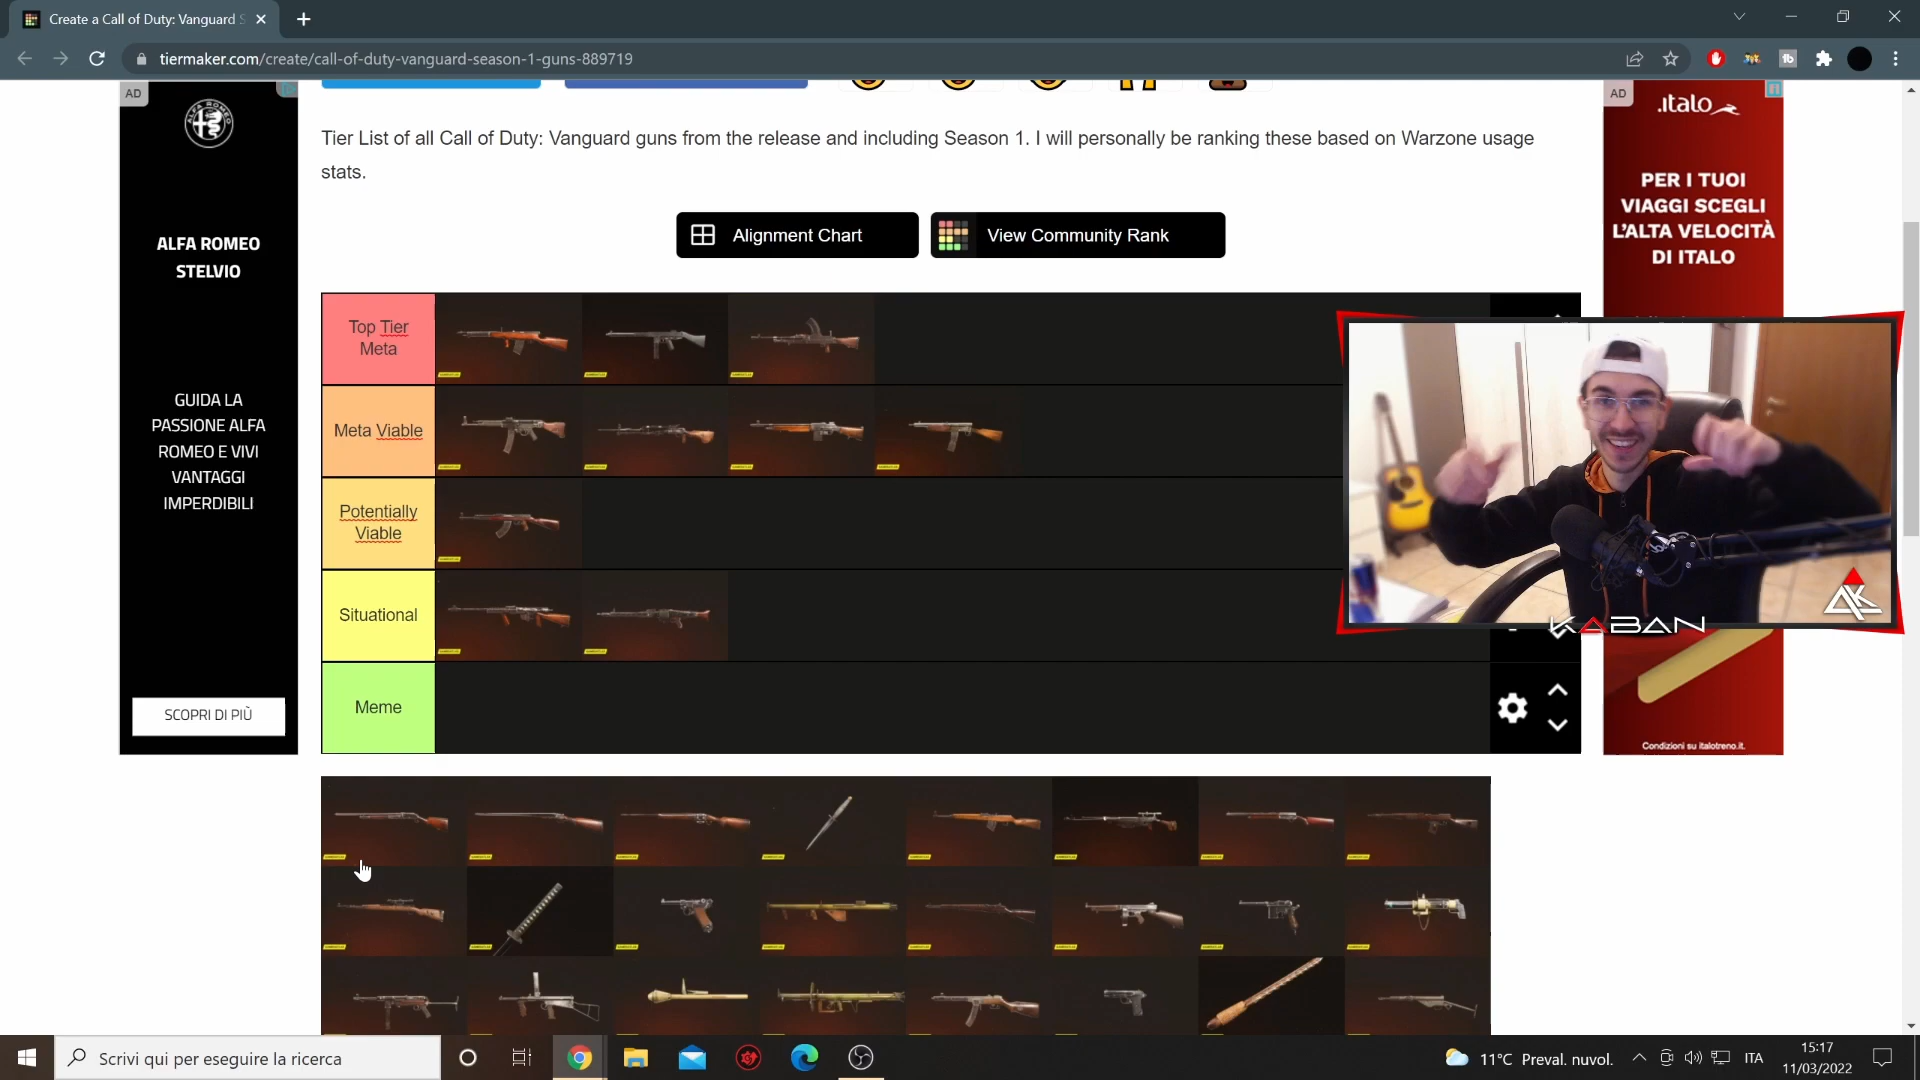 Create a Call of Duty: Vanguard S
tiermaker.com/create/call-of-duty-vanguard-season-1-guns-889719
AD
ALFA ROMEO
STELVIO
GUIDA LA
PASSIONE ALFA
ROMEO E VIVI
VANTAGGI
IMPERDIBILI
SCOPRI DI PIÙ
Tier List of all Call of Duty: Vanguard guns from the release and including Season 1. I will personally be ranking these based on Warzone usage
stats.
Alignment Chart
View Community Rank
Top Tier
Meta
Meta Viable
Potentially
Viable
Situational
Meme
AD
.italo
PER I TUOI
VIAGGI SCEGLI
L'ALTA VELOCITÀ
DI ITALO
KABAN
AK
Condizioni su italotreno.it.
Scrivi qui per eseguire la ricerca
11°C Preval. nuvol.
ITA
15:17
11/03/2022